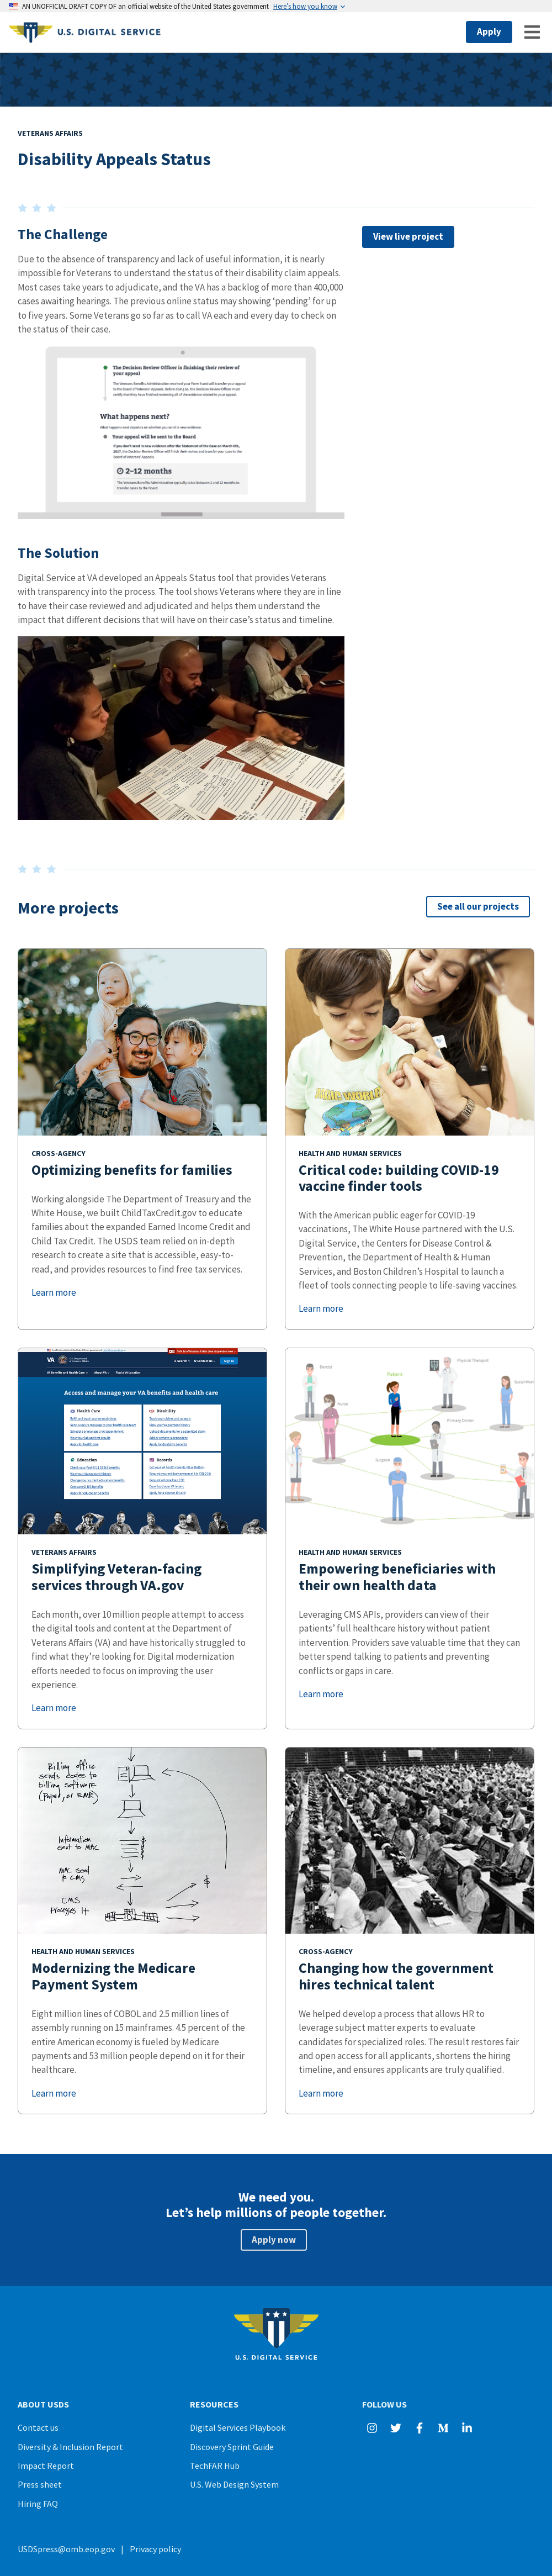 AN UNOFFICIAL DRAFT COPY OF an official website of the United States government Here's how you know
U.S. DIGITAL SERVICE
Apply
VETERANS AFFAIRS
Disability Appeals Status
The Challenge
View live project
Due to the absence of transparency and lack of useful information, it is nearly
impossible for Veterans to understand the status of their disability claim appeals.
Most cases take years to adjudicate, and the VA has a backlog of more than 400,000
cases awaiting hearings. The previous online status may showing 'pending' for up
to five years. Some Veterans go so far as to call VA each and every day to check on
the status of their case.
The Decision Review Officer is finishing their review of
your appeal
What happens next?
Your appeal will be sent to the Board
2–12 months
The Solution
Digital Service at VA developed an Appeals Status tool that provides Veterans
with transparency into the process. The tool shows Veterans where they are in line
to have their case reviewed and adjudicated and helps them understand the
impact that different decisions that will have on their case's status and timeline.
More projects
See all our projects
CROSS-AGENCY
Optimizing benefits for families
Working alongside The Department of Treasury and the
White House, we built ChildTaxCredit.gov to educate
families about the expanded Earned Income Credit and
Child Tax Credit. The USDS team relied on in-depth
research to create a site that is accessible, easy-to-
read, and provides resources to find free tax services.
Learn more
HEALTH AND HUMAN SERVICES
Critical code: building COVID-19
vaccine finder tools
With the American public eager for COVID-19
vaccinations, The White House partnered with the U.S.
Digital Service, the Centers for Disease Control &
Prevention, the Department of Health & Human
Services, and Boston Children's Hospital to launch a
fleet of tools connecting people to life-saving vaccines.
Learn more
VA
Access and manage your VA benefits and health care
Health Care
Disability
Education
Records
VETERANS AFFAIRS
Simplifying Veteran-facing
services through VA.gov
Each month, over 10 million people attempt to access
the digital tools and content at the Department of
Veterans Affairs (VA) and have historically struggled to
find what they're looking for. Digital modernization
efforts needed to focus on improving the user
experience.
Learn more
Dentist
Physical Therapist
Patient
Nurse
Primary Doctor
Surgeon
HEALTH AND HUMAN SERVICES
Empowering beneficiaries with
their own health data
Leveraging CMS APIs, providers can view of their
patients' full healthcare history without patient
intervention. Providers save valuable time that they can
better spend talking to patients and preventing
conflicts or gaps in care.
Learn more
Billing office
sends dates to
billing software
(Paper, or EMR)
Information
sent to MAC
MAC send
to CMS
CMS
Processes It
HEALTH AND HUMAN SERVICES
Modernizing the Medicare
Payment System
Eight million lines of COBOL and 2.5 million lines of
assembly running on 15 mainframes. 4.5 percent of the
entire American economy is fueled by Medicare
payments and 53 million people depend on it for their
healthcare.
Learn more
CROSS-AGENCY
Changing how the government
hires technical talent
We helped develop a process that allows HR to
leverage subject matter experts to evaluate
candidates for specialized roles. The result restores fair
and open access for all applicants, shortens the hiring
timeline, and ensures applicants are truly qualified.
Learn more
We need you.
Let's help millions of people together.
Apply now
U.S. DIGITAL SERVICE
ABOUT USDS
Contact us
Diversity & Inclusion Report
Impact Report
Press sheet
Hiring FAQ
RESOURCES
Digital Services Playbook
Discovery Sprint Guide
TechFAR Hub
U.S. Web Design System
FOLLOW US
USDSpress@omb.eop.gov | Privacy policy